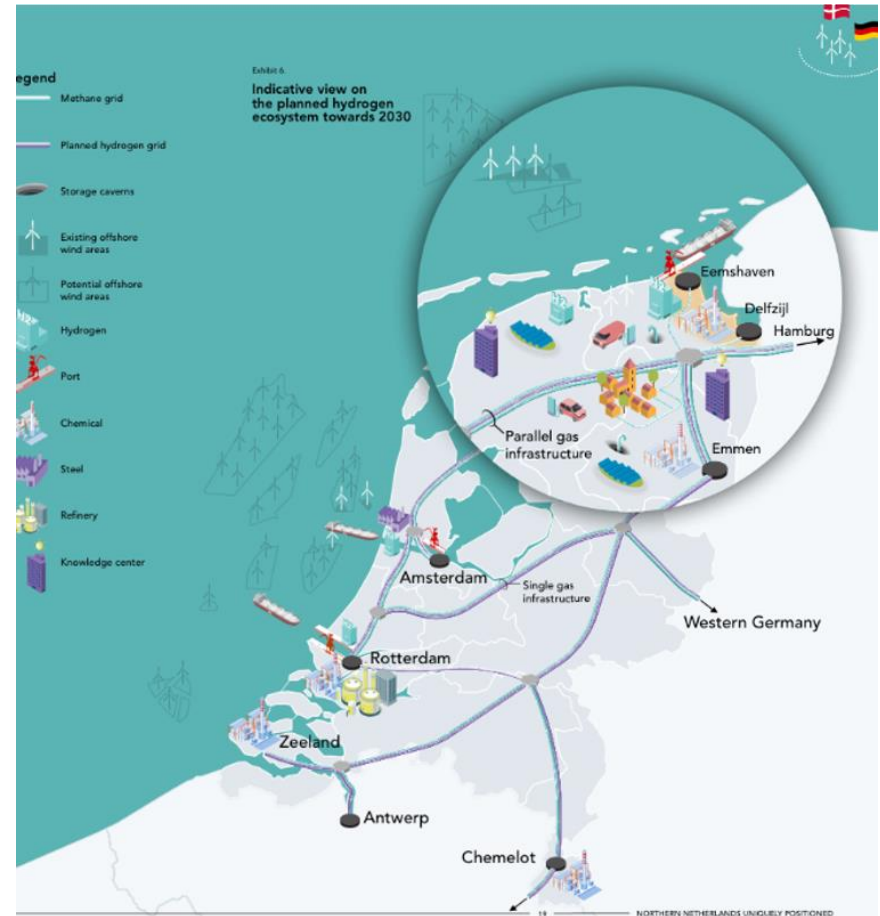 Exhibit 6.
Indicative view on
the planned hydrogen
ecosystem towards 2030
egend
Methane grid
Planned hydrogen grid
Storage caverns
Existing offshore
wind areas
Potential offshore
wind areas
Hydrogen
Port
Chemical
Steel
Refinery
Knowledge center
Eemshaven
Delfzijl
Hamburg
Parallel gas
infrastructure
Emmen
Amsterdam
Single gas
infrastructure
Western Germany
Rotterdam
Zeeland
Antwerp
Chemelot
18
NORTHERN NETHERLANDS UNIQUELY POSITIONED